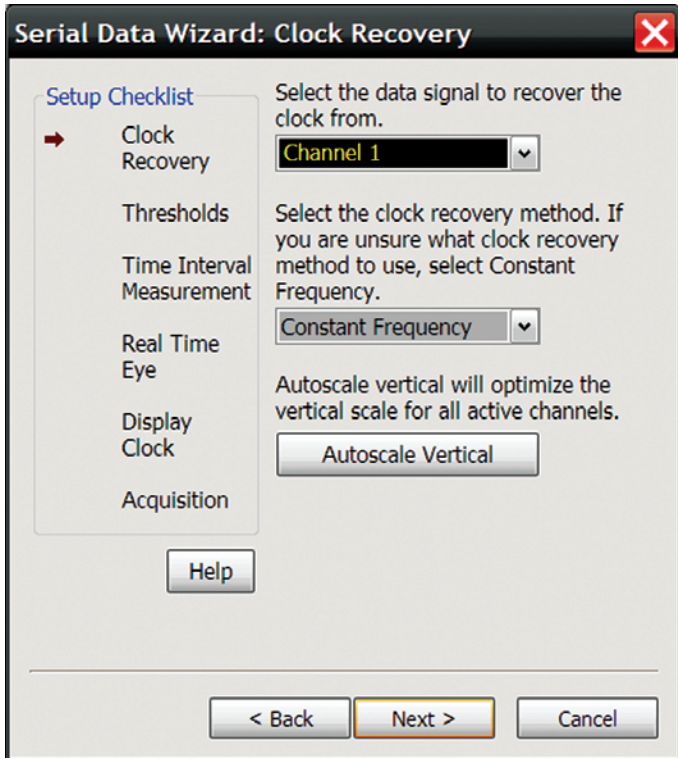 Serial Data Wizard: Clock Recovery
Setup Checklist
Clock
Recovery
Thresholds
Time Interval
Measurement
Real Time
Eye
Display
Clock
Acquisition
Help
Select the data signal to recover the
clock from.
Channel 1
Select the clock recovery method. If
you are unsure what clock recovery
method to use, select Constant
Frequency.
Constant Frequency
Autoscale vertical will optimize the
vertical scale for all active channels.
Autoscale Vertical
< Back
Next >
Cancel